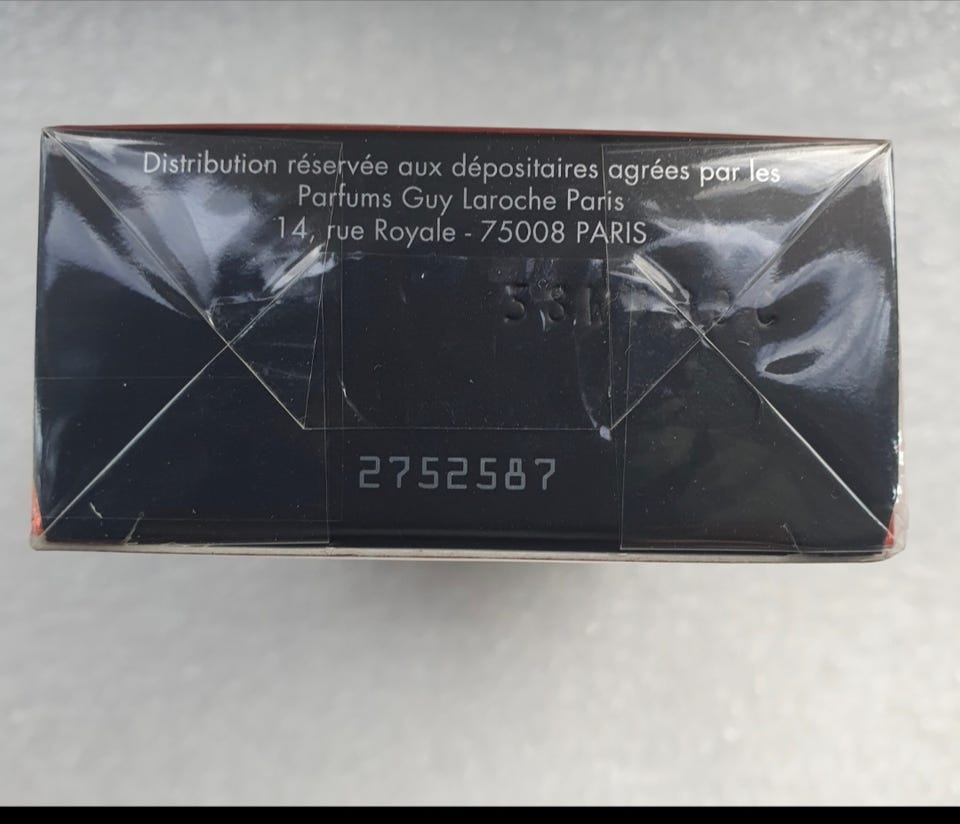 Distribution réservée aux dépositaires agrées par les
Parfums Guy Laroche Paris
14, rue Royale - 75008 PARIS
2752587